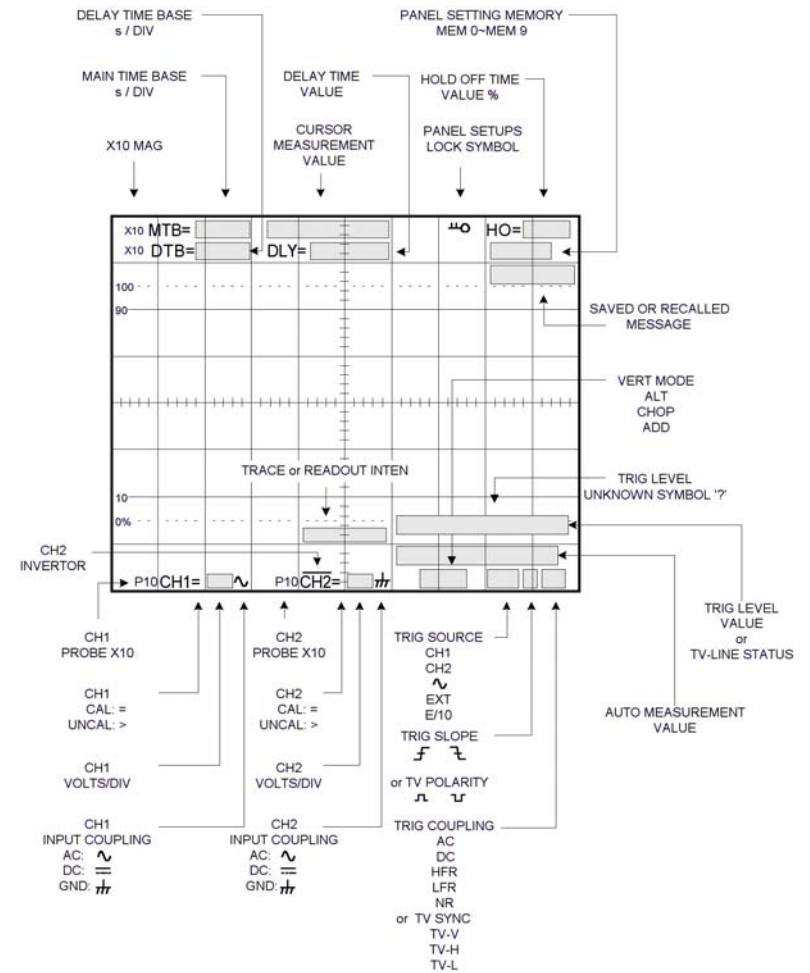 DELAY TIME BASE
s / DIV
PANEL SETTING MEMORY
MEM 0~MEM 9
MAIN TIME BASE
s / DIV
DELAY TIME
VALUE
HOLD OFF TIME
VALUE %
X10 MAG
CURSOR
MEASUREMENT
VALUE
PANEL SETUPS
LOCK SYMBOL
X10 MTB=
HO=
X10 DTB=
DLY=
100
90
SAVED OR RECALLED
MESSAGE
VERT MODE
ALT
CHOP
ADD
TRACE or READOUT INTEN
TRIG LEVEL
UNKNOWN SYMBOL '?'
10
0%
CH2
INVERTOR
P10 CH1=
P10 CH2=
TRIG LEVEL
VALUE
or
TV-LINE STATUS
AUTO MEASUREMENT
VALUE
CH1
PROBE X10
CH2
PROBE X10
TRIG SOURCE
CH1
CH2
EXT
E/10
CH1
CAL: =
UNCAL: >
CH2
CAL: =
UNCAL: >
TRIG SLOPE
CH1
VOLTS/DIV
CH2
VOLTS/DIV
or TV POLARITY
CH1
INPUT COUPLING
AC:
DC:
GND:
CH2
INPUT COUPLING
AC:
DC:
GND:
TRIG COUPLING
AC
DC
HFR
LFR
NR
or TV SYNC
TV-V
TV-H
TV-L